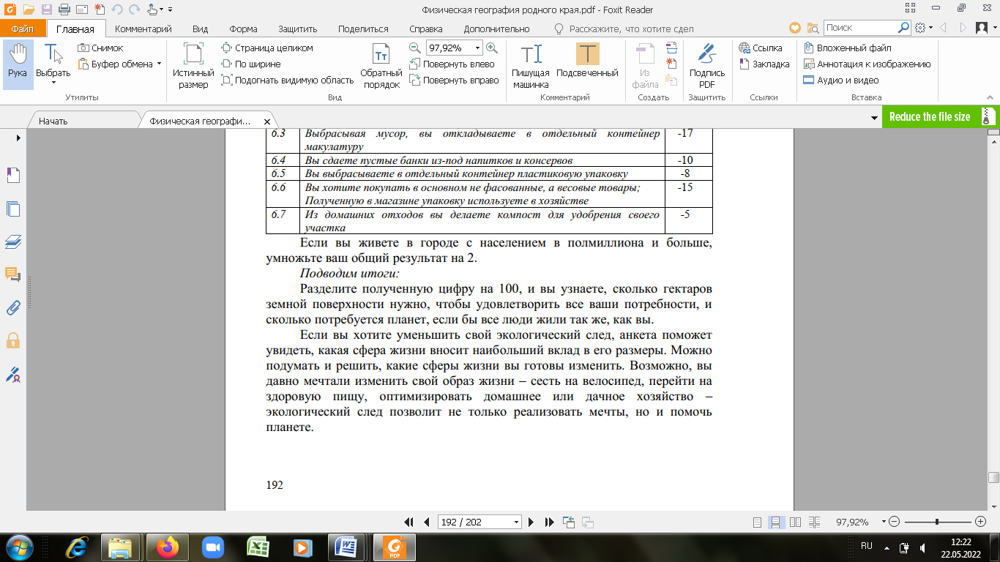 Физическая география родного края.pdf - Foxit Reader
Файл Главная Комментарий Вид Форма Защитить Поделиться Справка Дополнительно Расскажите, что хотите сдел Поиск
Рука
Выбрать
Снимок
Буфер обмена
Утилиты
Истинный размер
Страница целиком
По ширине
Подогнать видимую область
Обратный порядок
97,92%
Повернуть влево
Повернуть вправо
Вид
Пишущая машинка
Подсвеченный
Комментарий
Из файла
Создать
Подпись PDF
Защитить
Ссылка
Закладка
Ссылки
Вложенный файл
Аннотация к изображению
Аудио и видео
Вставка
Начать
Физическая географи...
Reduce the file size
6.3 Выбрасывая мусор, вы откладываете в отдельный контейнер -17
макулатуру
6.4 Вы сдаете пустые банки из-под напитков и консервов -10
6.5 Вы выбрасываете в отдельный контейнер пластиковую упаковку -8
6.6 Вы хотите покупать в основном не фасованные, а весовые товары; -15
Полученную в магазине упаковку используете в хозяйстве
6.7 Из домашних отходов вы делаете компост для удобрения своего -5
участка
Если вы живете в городе с населением в полмиллиона и больше,
умножьте ваш общий результат на 2.
Подводим итоги:
Разделите полученную цифру на 100, и вы узнаете, сколько гектаров
земной поверхности нужно, чтобы удовлетворить все ваши потребности, и
сколько потребуется планет, если бы все люди жили так же, как вы.
Если вы хотите уменьшить свой экологический след, анкета поможет
увидеть, какая сфера жизни вносит наибольший вклад в его размеры. Можно
подумать и решить, какие сферы жизни вы готовы изменить. Возможно, вы
давно мечтали изменить свой образ жизни – сесть на велосипед, перейти на
здоровую пищу, оптимизировать домашнее или дачное хозяйство –
экологический след позволит не только реализовать мечты, но и помочь
планете.
192
192 / 202
97,92%
RU
12:22
22.05.2022